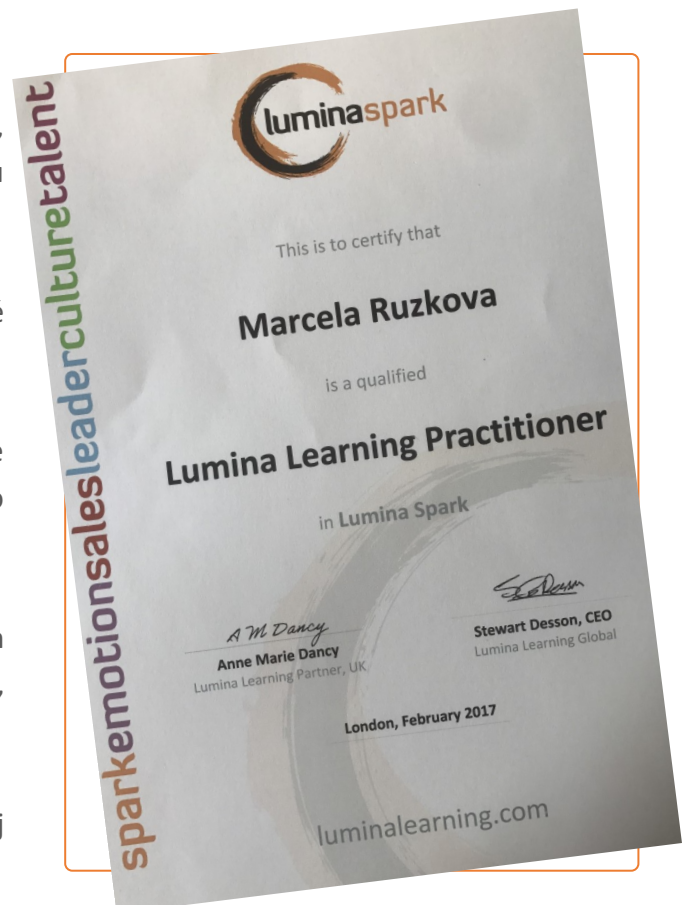 luminaspark
This is to certify that
Marcela Ruzkova
is a qualified
Lumina Learning Practitioner
in Lumina Spark
A M Dancy
Anne Marie Dancy
Lumina Learning Partner, UK
Stewart Desson, CEO
Lumina Learning Global
London, February 2017
luminalearning.com
sparkemotionsalesleaderculturetalent